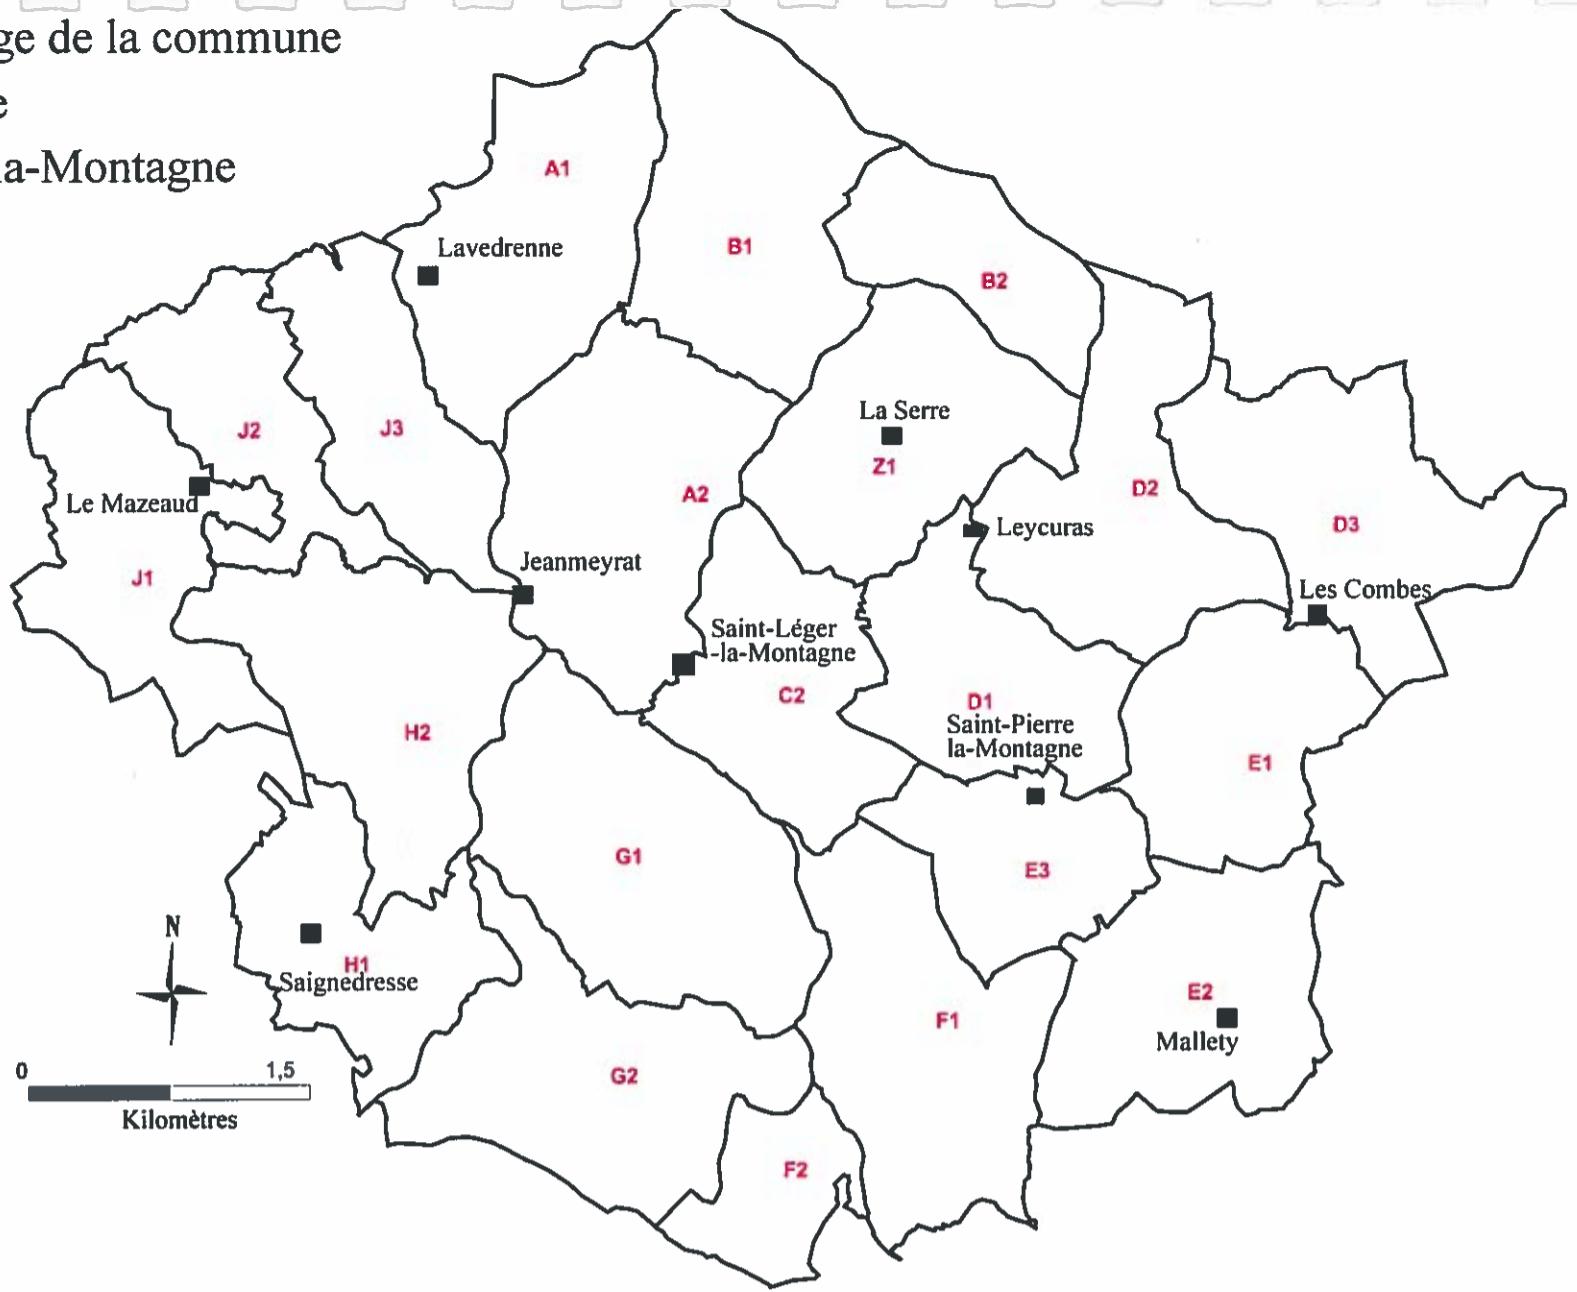 ge de la commune
e
la-Montagne
A1
Lavedrenne
B1
B2
J2
J3
La Serre
Z1
A2
D2
Le Mazeaud
Leycuras
D3
J1
Jeanmeyrat
Les Combes
Saint-Léger
-la-Montagne
C2
D1
Saint-Pierre
la-Montagne
H2
E1
G1
E3
N
H1
Saignedresse
E2
F1
Mallety
0 1,5
Kilomètres
G2
F2